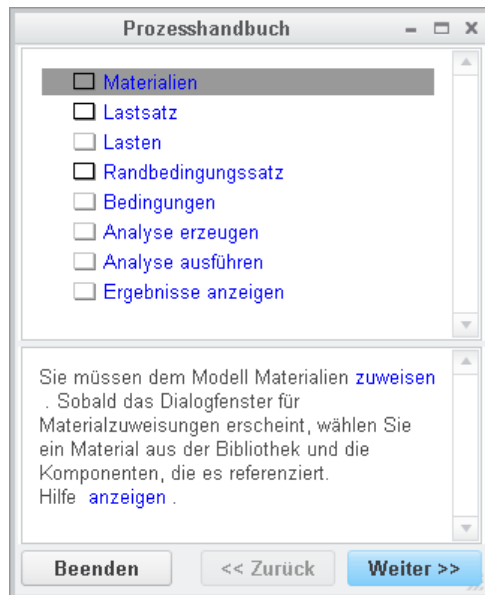 Prozesshandbuch
Materialien
Lastsatz
Lasten
Randbedingungssatz
Bedingungen
Analyse erzeugen
Analyse ausführen
Ergebnisse anzeigen
Sie müssen dem Modell Materialien zuweisen
. Sobald das Dialogfenster für
Materialzuweisungen erscheint, wählen Sie
ein Material aus der Bibliothek und die
Komponenten, die es referenziert.
Hilfe anzeigen .
Beenden << Zurück Weiter >>